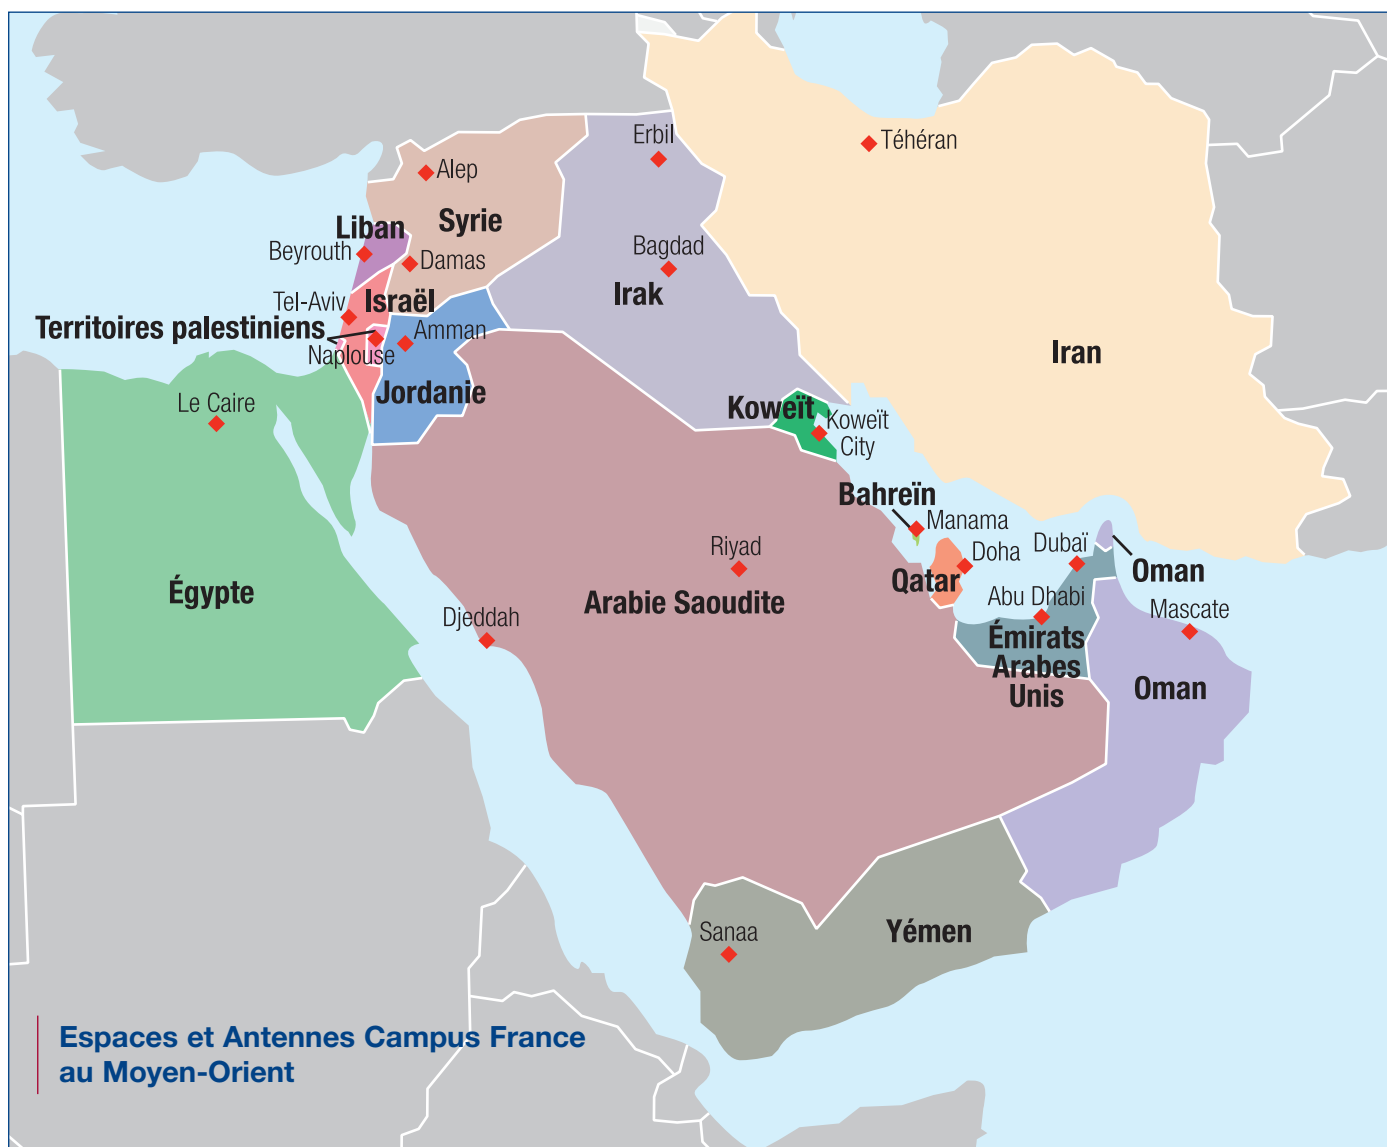 Erbil
Téhéran
Alep
Syrie
Liban
Beyrouth
Bagdad
Damas
Irak
Tel-Aviv
Israël
Territoires palestiniens
Amman
Naplouse
Iran
Jordanie
Le Caire
Koweït
Koweït
City
Bahreïn
Manama
Riyad
Doha
Dubaï
Oman
Qatar
Égypte
Arabie Saoudite
Abu Dhabi
Mascate
Djeddah
Émirats
Arabes
Unis
Oman
Sanaa
Yémen
Espaces et Antennes Campus France
au Moyen-Orient